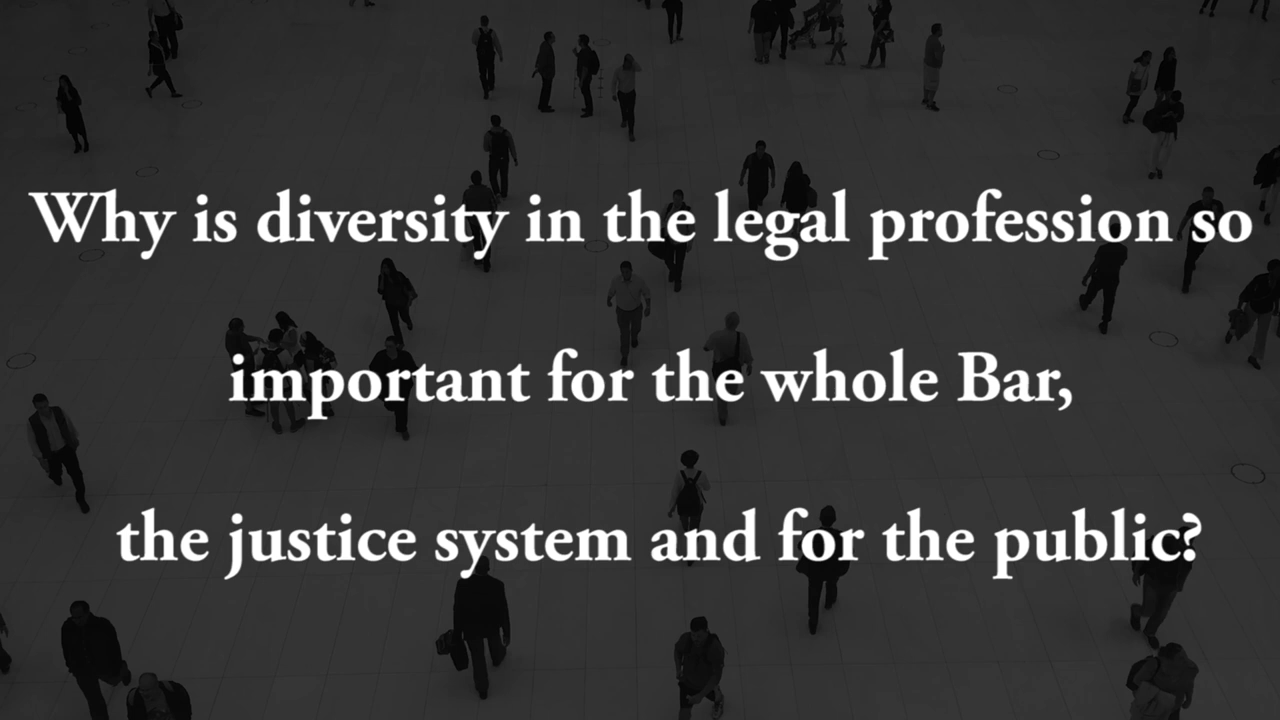 Why is diversity in the legal profession so
important for the whole Bar,
the justice system and for the public?